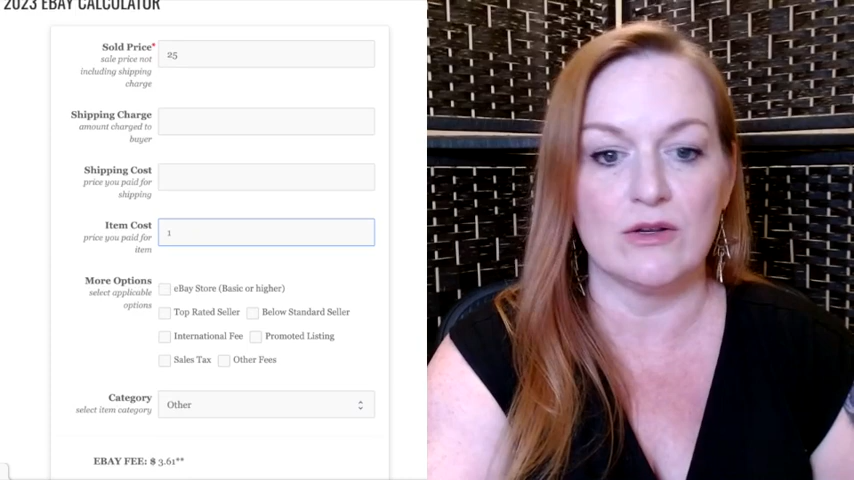 2023 EBAY CALCULATOR
Sold Price*
sale price not
including shipping
charge
25
Shipping Charge
amount charged to
buyer
Shipping Cost
price you paid for
shipping
Item Cost
price you paid for
item
1
More Options
select applicable
options
eBay Store (Basic or higher)
Top Rated Seller Below Standard Seller
International Fee Promoted Listing
Sales Tax Other Fees
Category
select item category
Other
EBAY FEE: $ 3.61**